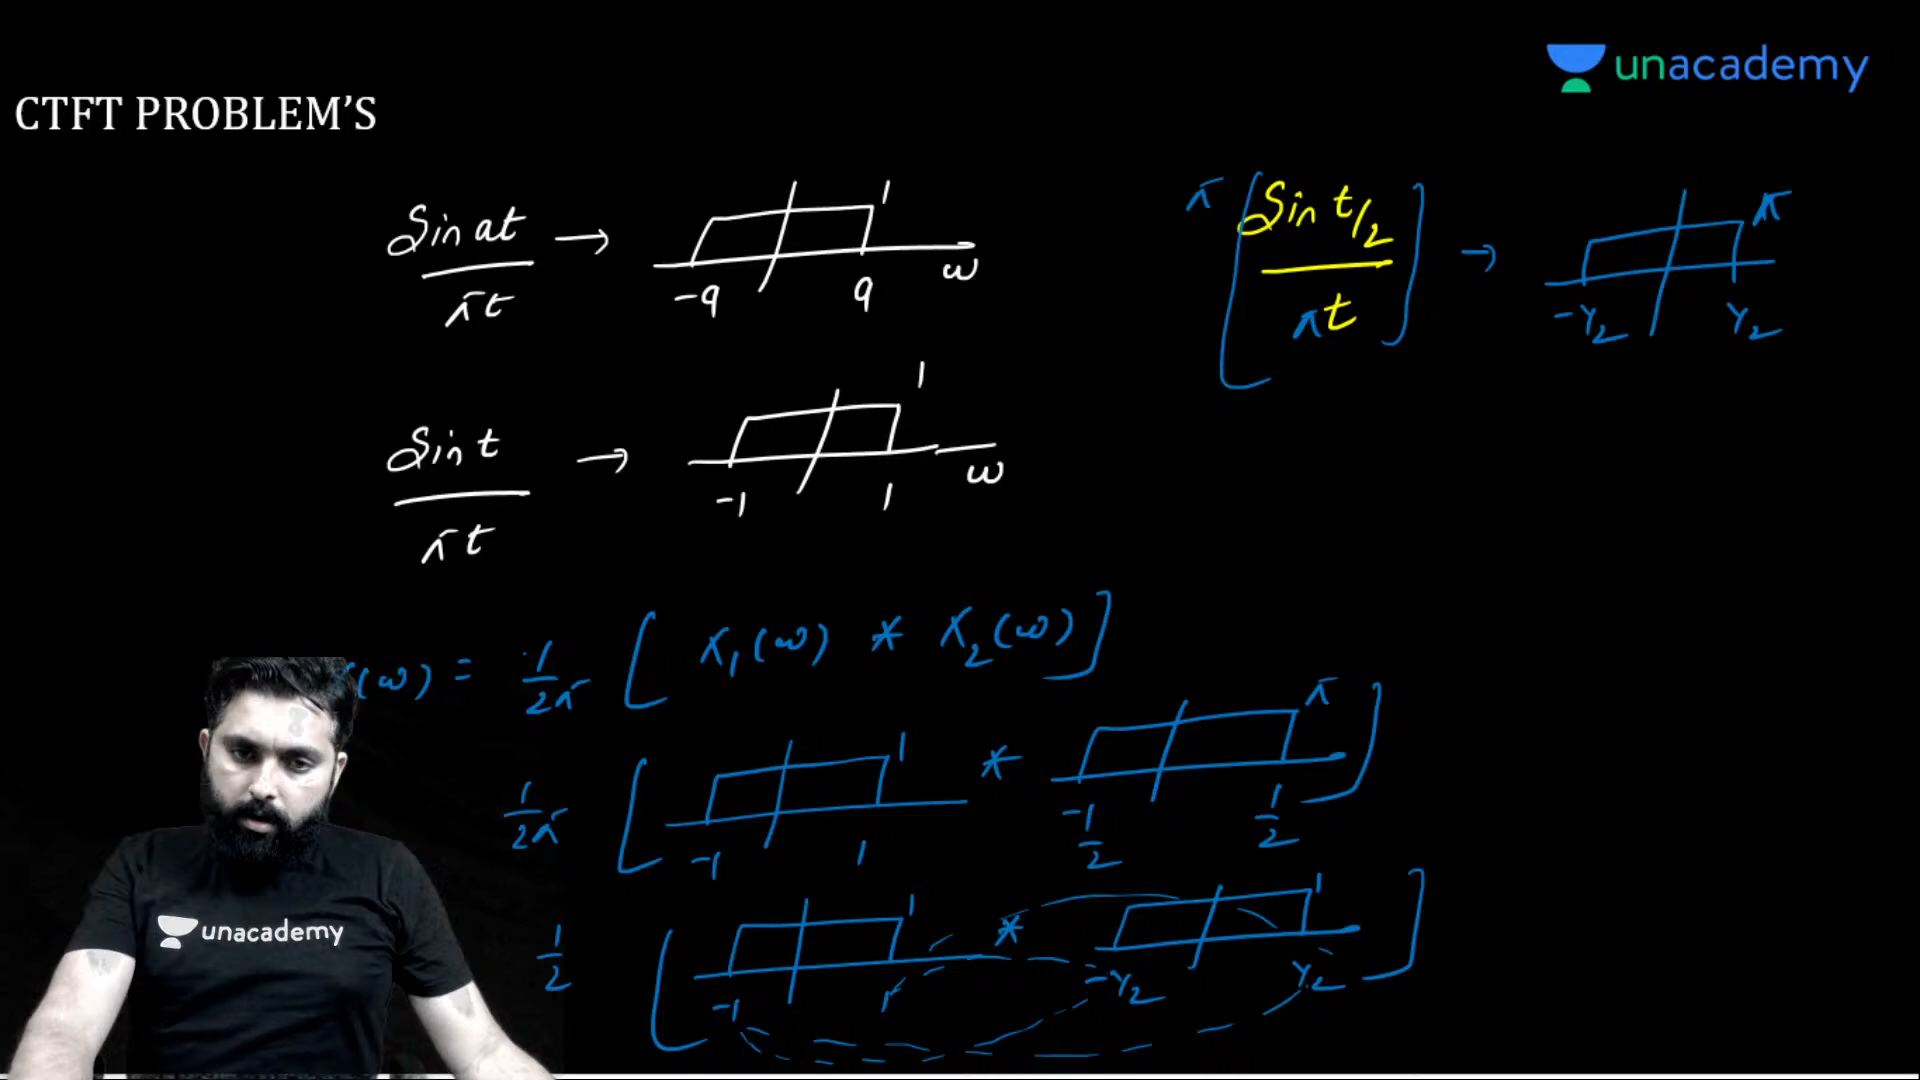 unacademy
CTFT PROBLEM'S
Sin at / πt → -a a ω 1
π [ Sin t/2 / πt ] → -1/2 1/2 π
Sin t / πt → -1 1 ω 1
(ω) = 1/2π [ X₁(ω) * X₂(ω) ]
1/2π [ -1 1 1 * -1/2 1/2 π ]
1/2 [ -1 1 1 * -1/2 1/2 1 ]
unacademy